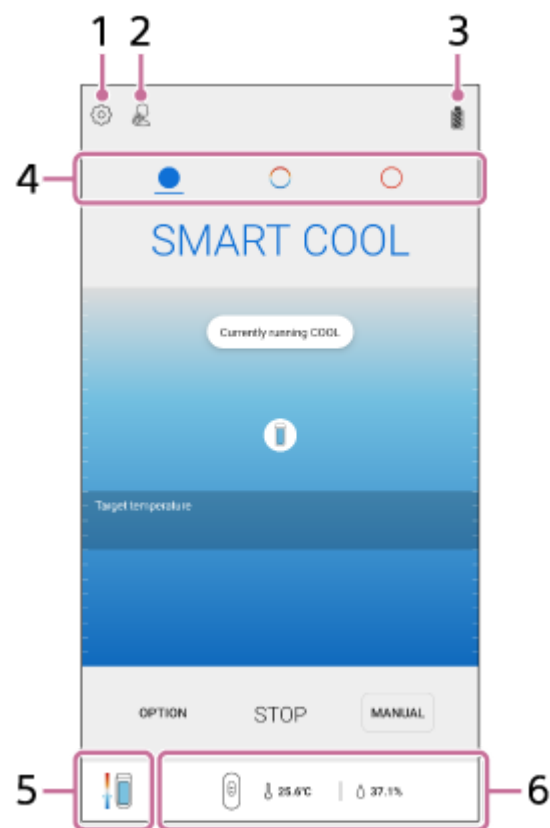 1 2 3
4
SMART COOL
Currently running COOL
Target temperature
OPTION STOP MANUAL
5 25.6°C 37.1% 6